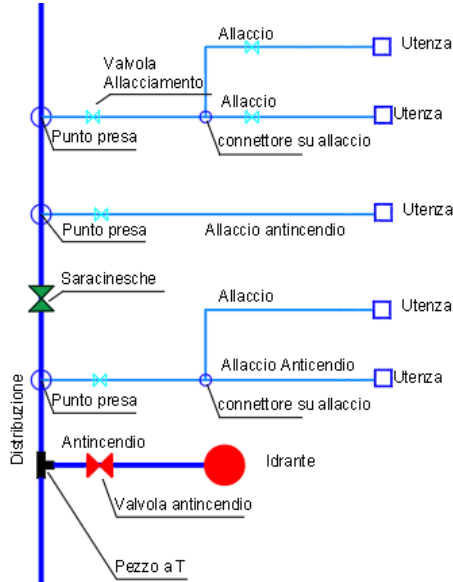 Allaccio
Utenza
Valvola
Allacciamento
Allaccio
Utenza
Punto presa
connettore su allaccio
Utenza
Punto presa
Allaccio antincendio
Saracinesche
Allaccio
Utenza
Allaccio Anticendio
Utenza
Punto presa
connettore su allaccio
Distribuzione
Antincendio
Idrante
Valvola antincendio
Pezzo a T